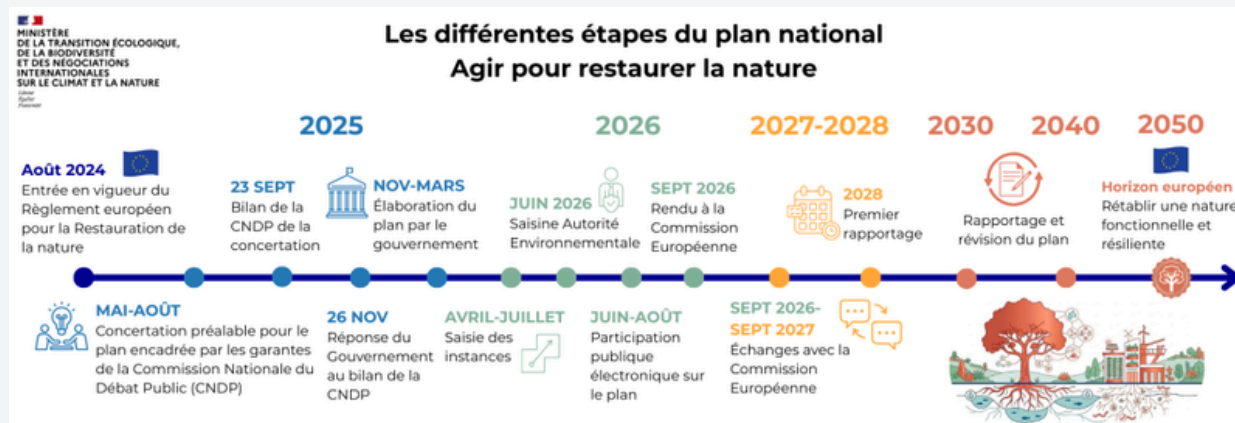 MINISTÈRE
DE LA TRANSITION ÉCOLOGIQUE,
DE LA BIODIVERSITÉ
ET DES NÉGOCIATIONS
INTERNATIONALES
SUR LE CLIMAT ET LA NATURE
Liberté
Égalité
Fraternité
Les différentes étapes du plan national
Agir pour restaurer la nature
2025
2026
2027-2028
2030
2040
2050
Août 2024
Entrée en vigueur du
Règlement européen
pour la Restauration de
la nature
23 SEPT
Bilan de la
CNDP de la
concertation
NOV-MARS
Élaboration du
plan par le
gouvernement
JUIN 2026
Saisine Autorité
Environnementale
SEPT 2026
Rendu à la
Commission
Européenne
2028
Premier
rapportage
Rapportage et
révision du plan
Horizon européen
Rétablir une nature
fonctionnelle et
résiliente
MAI-AOÛT
Concertation préalable pour le
plan encadrée par les garantes
de la Commission Nationale du
Débat Public (CNDP)
26 NOV
Réponse du
Gouvernement
au bilan de la
CNDP
AVRIL-JUILLET
Saisie des
instances
JUIN-AOÛT
Participation
publique
électronique sur
le plan
SEPT 2026-
SEPT 2027
Échanges avec la
Commission
Européenne